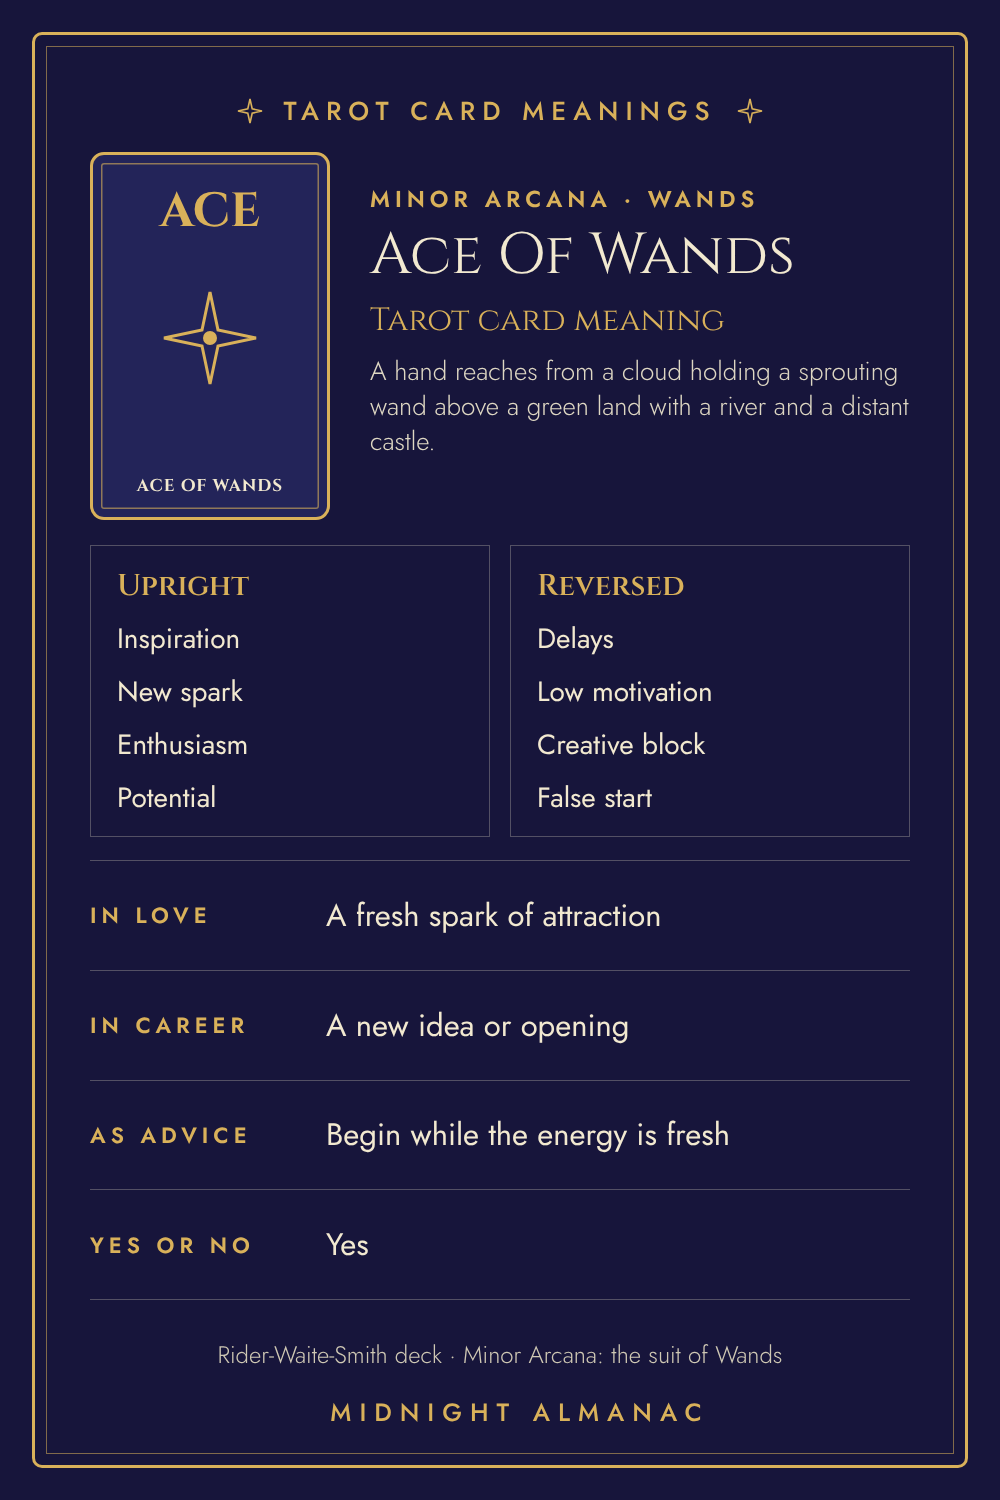 TAROT CARD MEANINGS
ACE
ACE OF WANDS
MINOR ARCANA · WANDS
Ace Of Wands
Tarot card meaning
A hand reaches from a cloud holding a sprouting
wand above a green land with a river and a distant
castle.
Upright
Inspiration
New spark
Enthusiasm
Potential
Reversed
Delays
Low motivation
Creative block
False start
IN LOVE A fresh spark of attraction
IN CAREER A new idea or opening
AS ADVICE Begin while the energy is fresh
YES OR NO Yes
Rider-Waite-Smith deck · Minor Arcana: the suit of Wands
MIDNIGHT ALMANAC